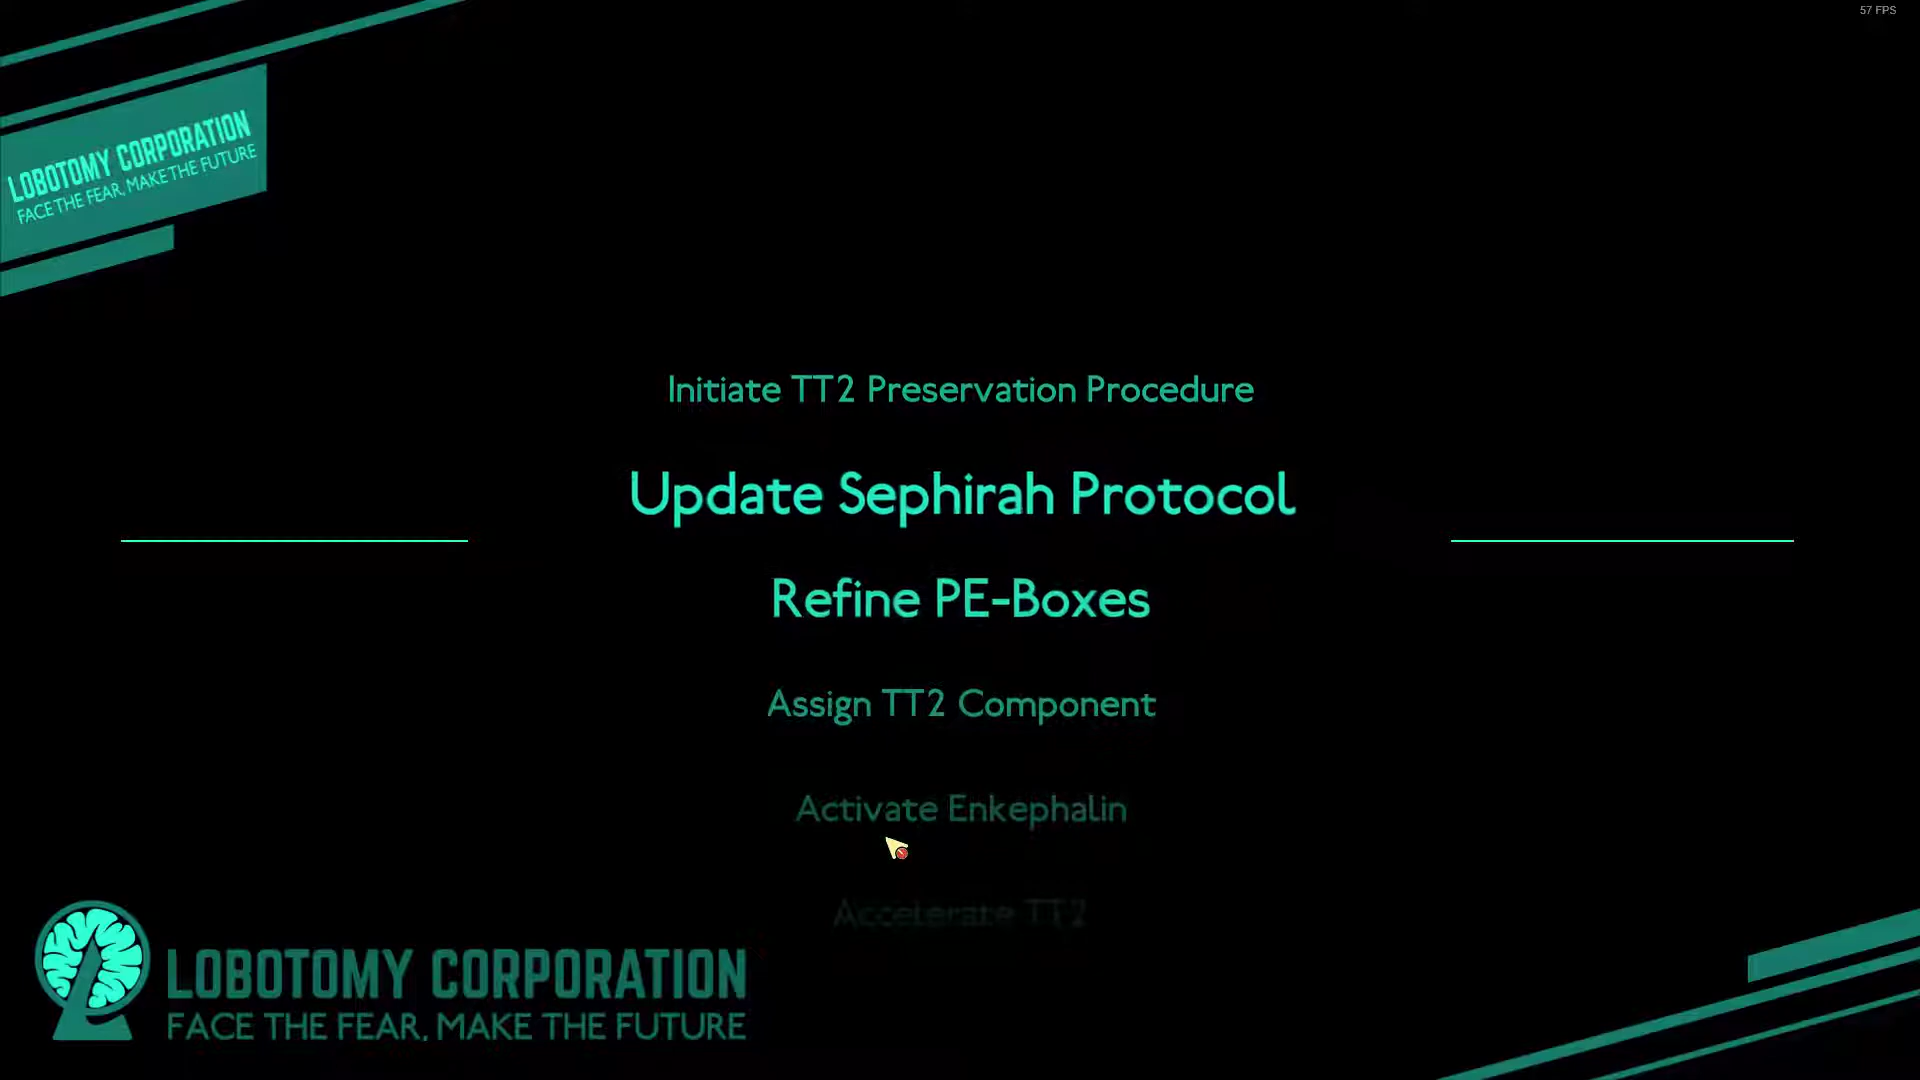 57 FPS
LOBOTOMY CORPORATION
FACE THE FEAR, MAKE THE FUTURE
Initiate TT2 Preservation Procedure
Update Sephirah Protocol
Refine PE-Boxes
Assign TT2 Component
Activate Enkephalin
Accelerate TT2
LOBOTOMY CORPORATION
FACE THE FEAR, MAKE THE FUTURE